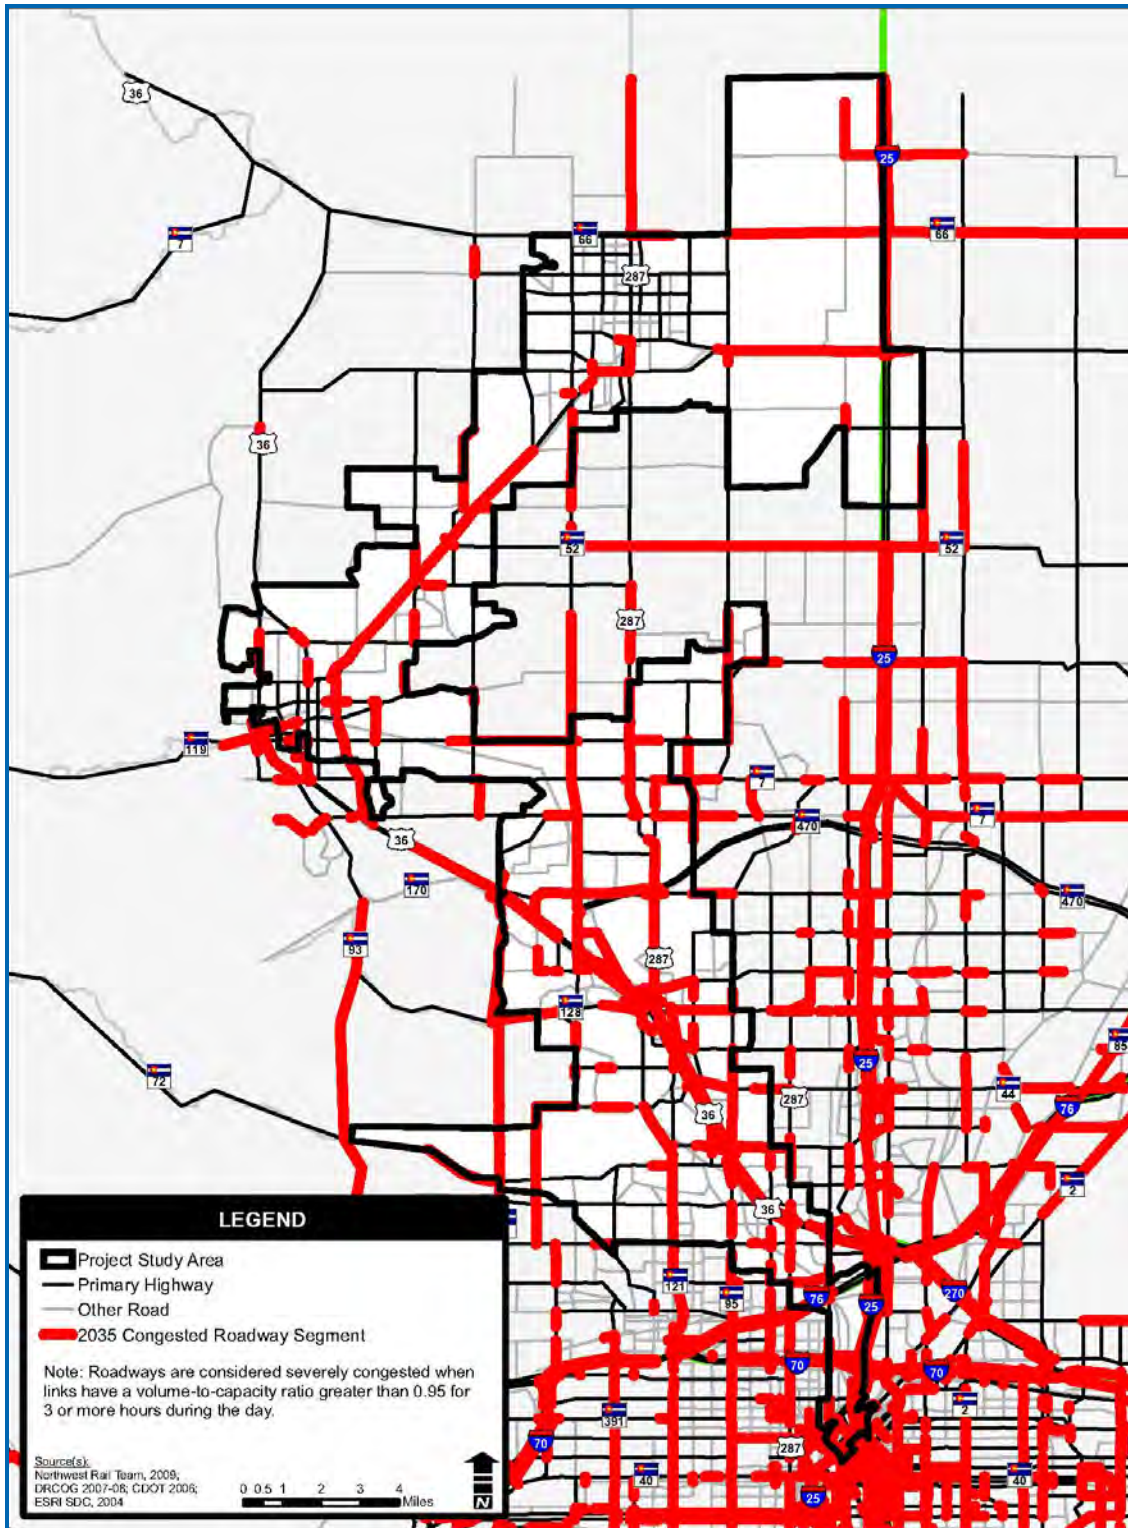 36
25
7
66
66
287
36
52
52
287
25
119
7
7
470
36
170
470
93
287
128
85
25
72
44
287
76
36
2
36
LEGEND
Project Study Area
Primary Highway
Other Road
2035 Congested Roadway Segment
Note: Roadways are considered severely congested when
links have a volume-to-capacity ratio greater than 0.95 for
3 or more hours during the day.
Source(s):
Northwest Rail Team, 2009;
DRCOG 2007-08; CDOT 2006;
ESRI SDC, 2004
0 0.5 1 2 3 4
Miles
N
121
95
76
25
270
70
70
2
391
70
287
40
40
25